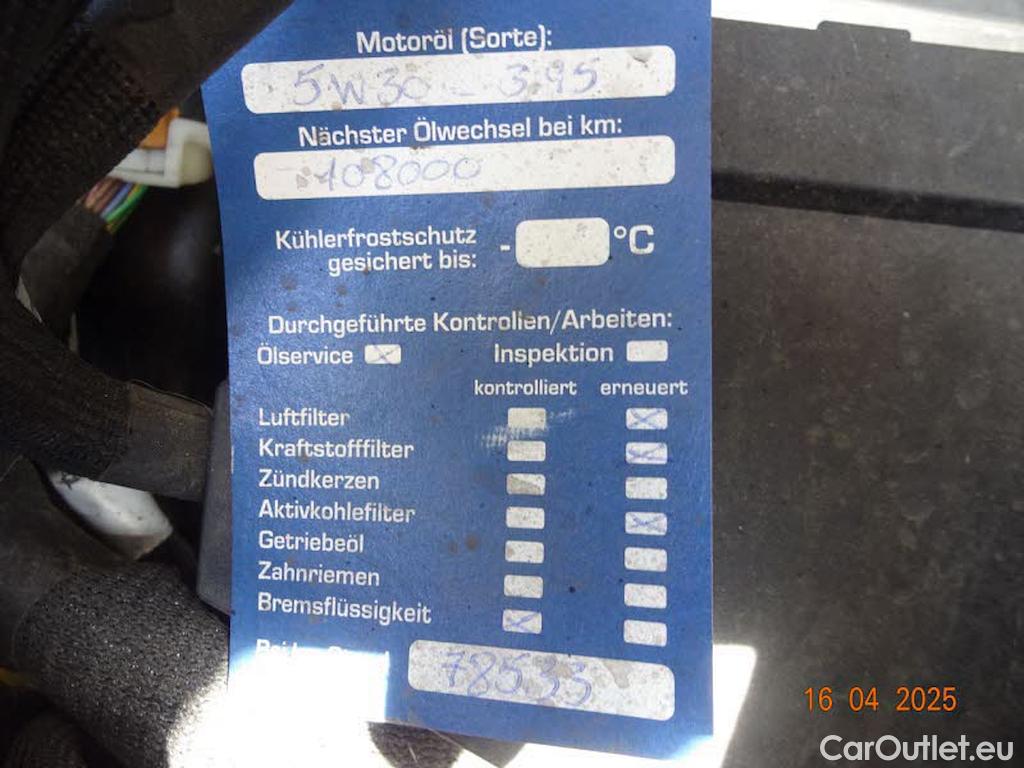 Motoröl (Sorte):
5W30 - 3.95
Nächster Ölwechsel bei km:
108000
Kühlerfrostschutz
gesichert bis: - °C
Durchgeführte Kontrollen/Arbeiten:
Ölservice Inspektion
kontrolliert erneuert
Luftfilter
Kraftstofffilter
Zündkerzen
Aktivkohlefilter
Getriebeöl
Zahnriemen
Bremsflüssigkeit
78533
16 04 2025
CarOutlet.eu